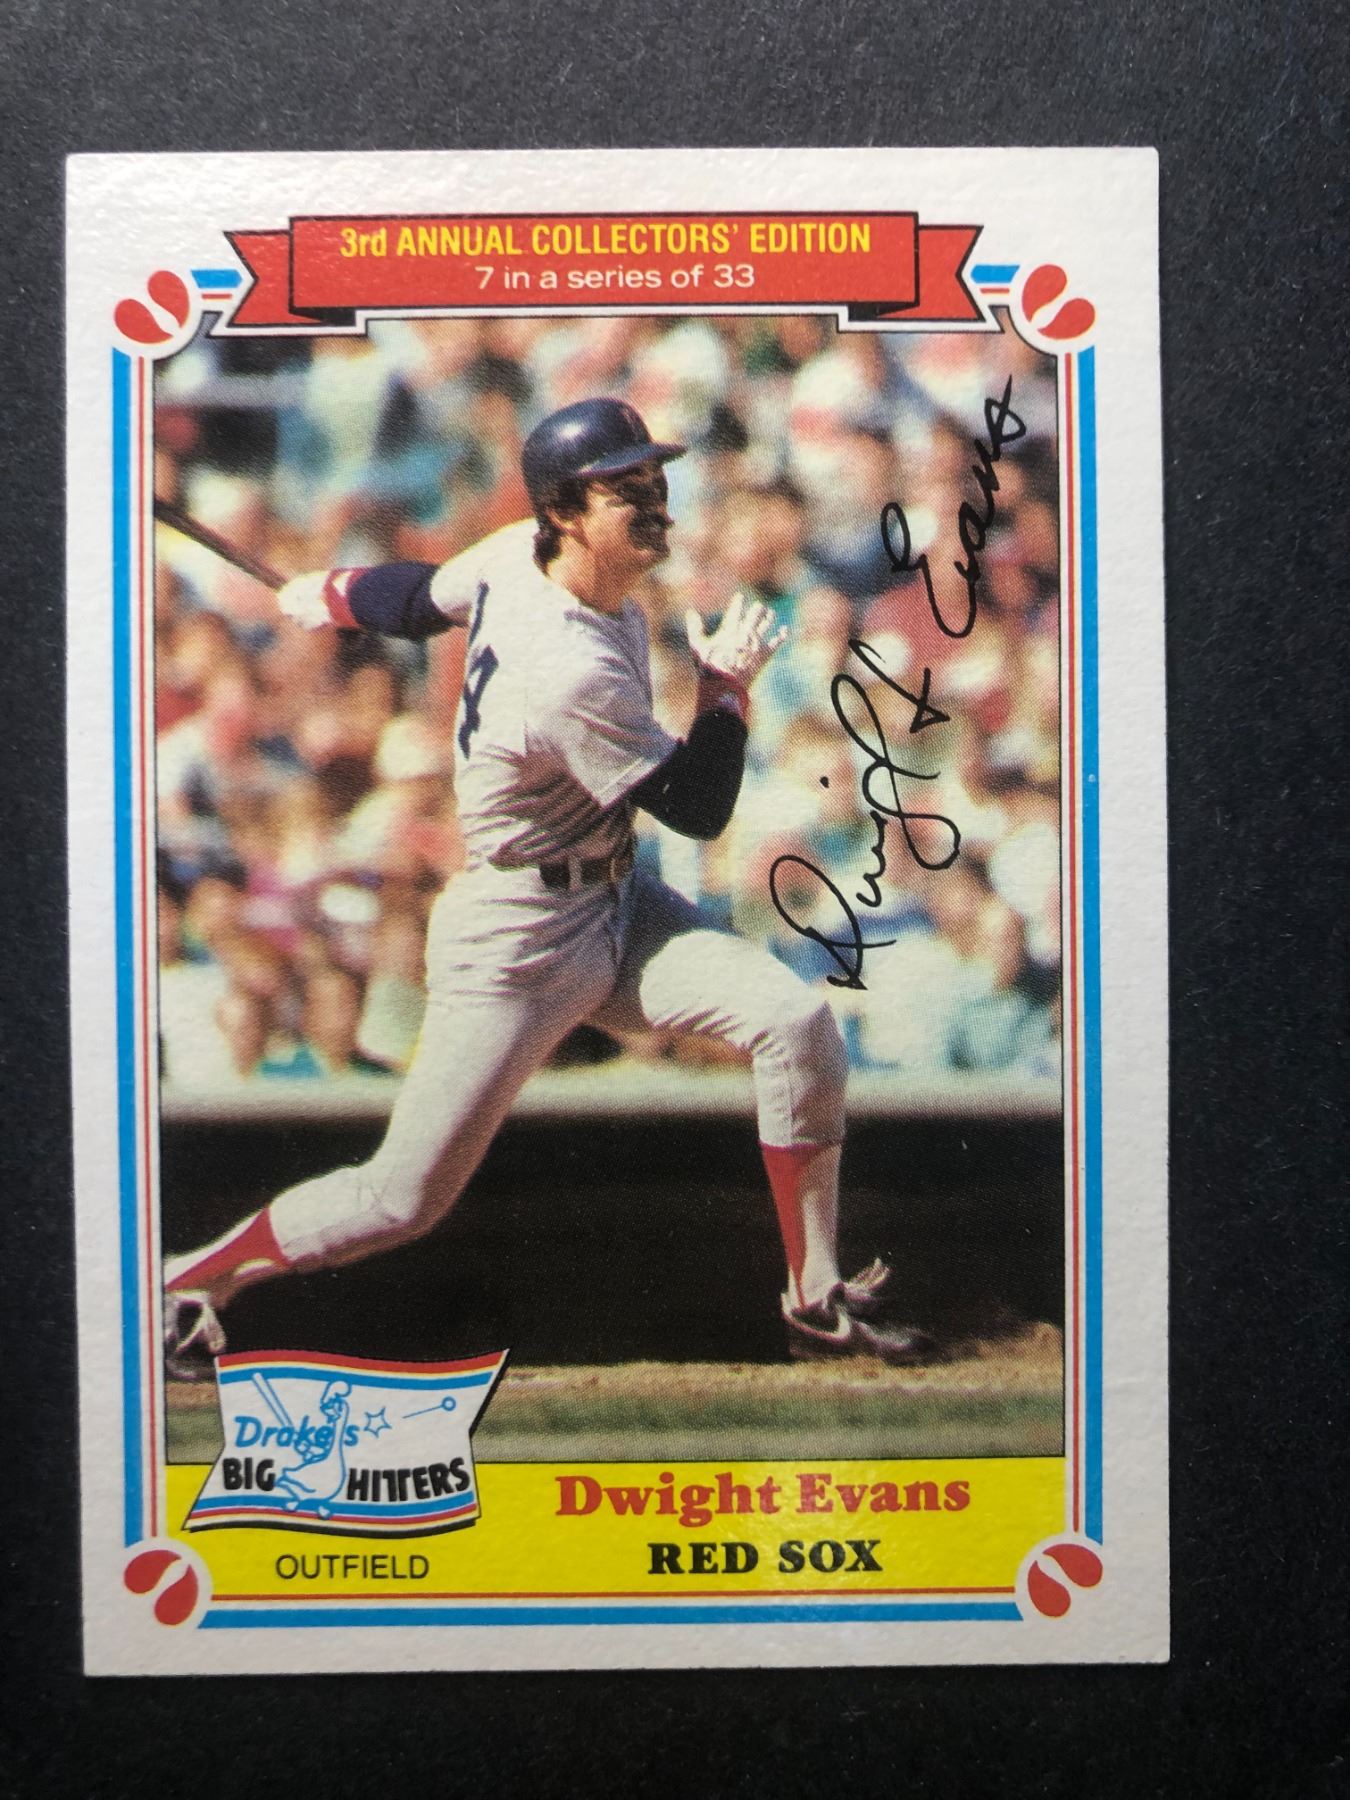 3rd ANNUAL COLLECTORS' EDITION
7 in a series of 33
Dwight Evans
Drake's
BIG HITTERS
OUTFIELD
Dwight Evans
RED SOX